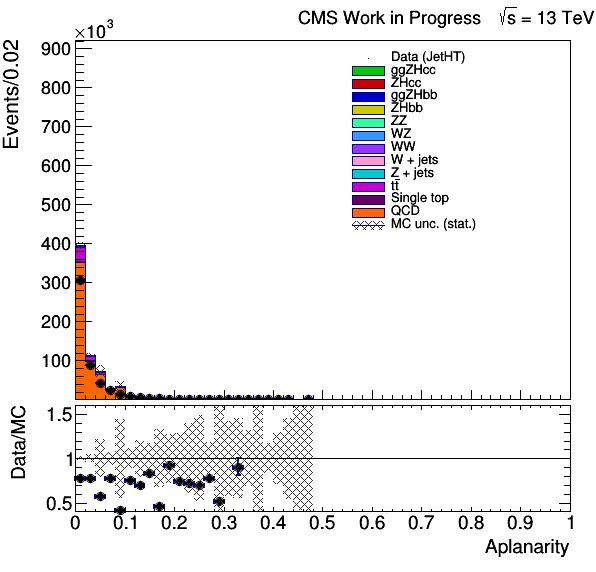 CMS Work in Progress √s = 13 TeV
×10³
Events/0.02
900
800
700
600
500
400
300
200
100
Data (JetHT)
ggZHcc
ZHcc
ggZHbb
ZHbb
ZZ
WZ
WW
W + jets
Z + jets
tt̄
Single top
QCD
MC unc. (stat.)
Data/MC
1.5
1
0.5
0 0.1 0.2 0.3 0.4 0.5 0.6 0.7 0.8 0.9 1
Aplanarity